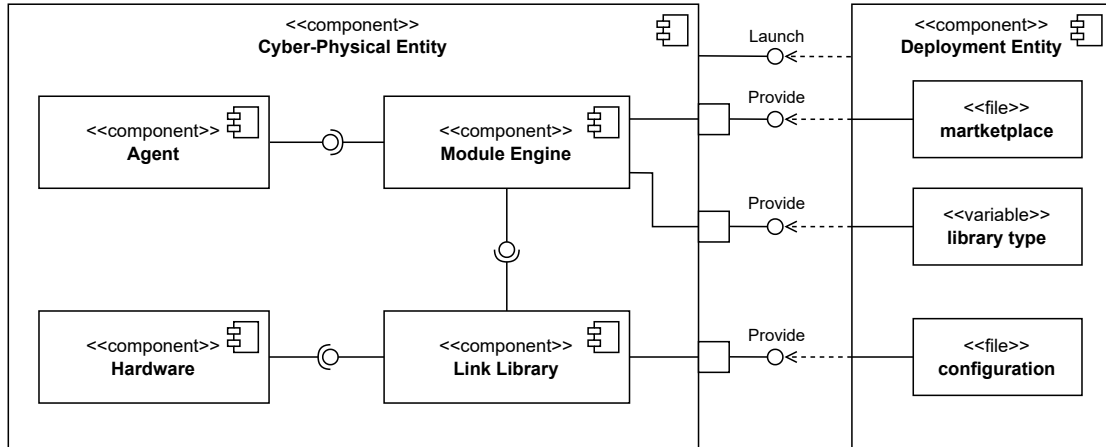 <<component>>
Cyber-Physical Entity
<<component>>
Agent
<<component>>
Module Engine
<<component>>
Hardware
<<component>>
Link Library
Launch
Provide
Provide
Provide
<<component>>
Deployment Entity
<<file>>
martketplace
<<variable>>
library type
<<file>>
configuration